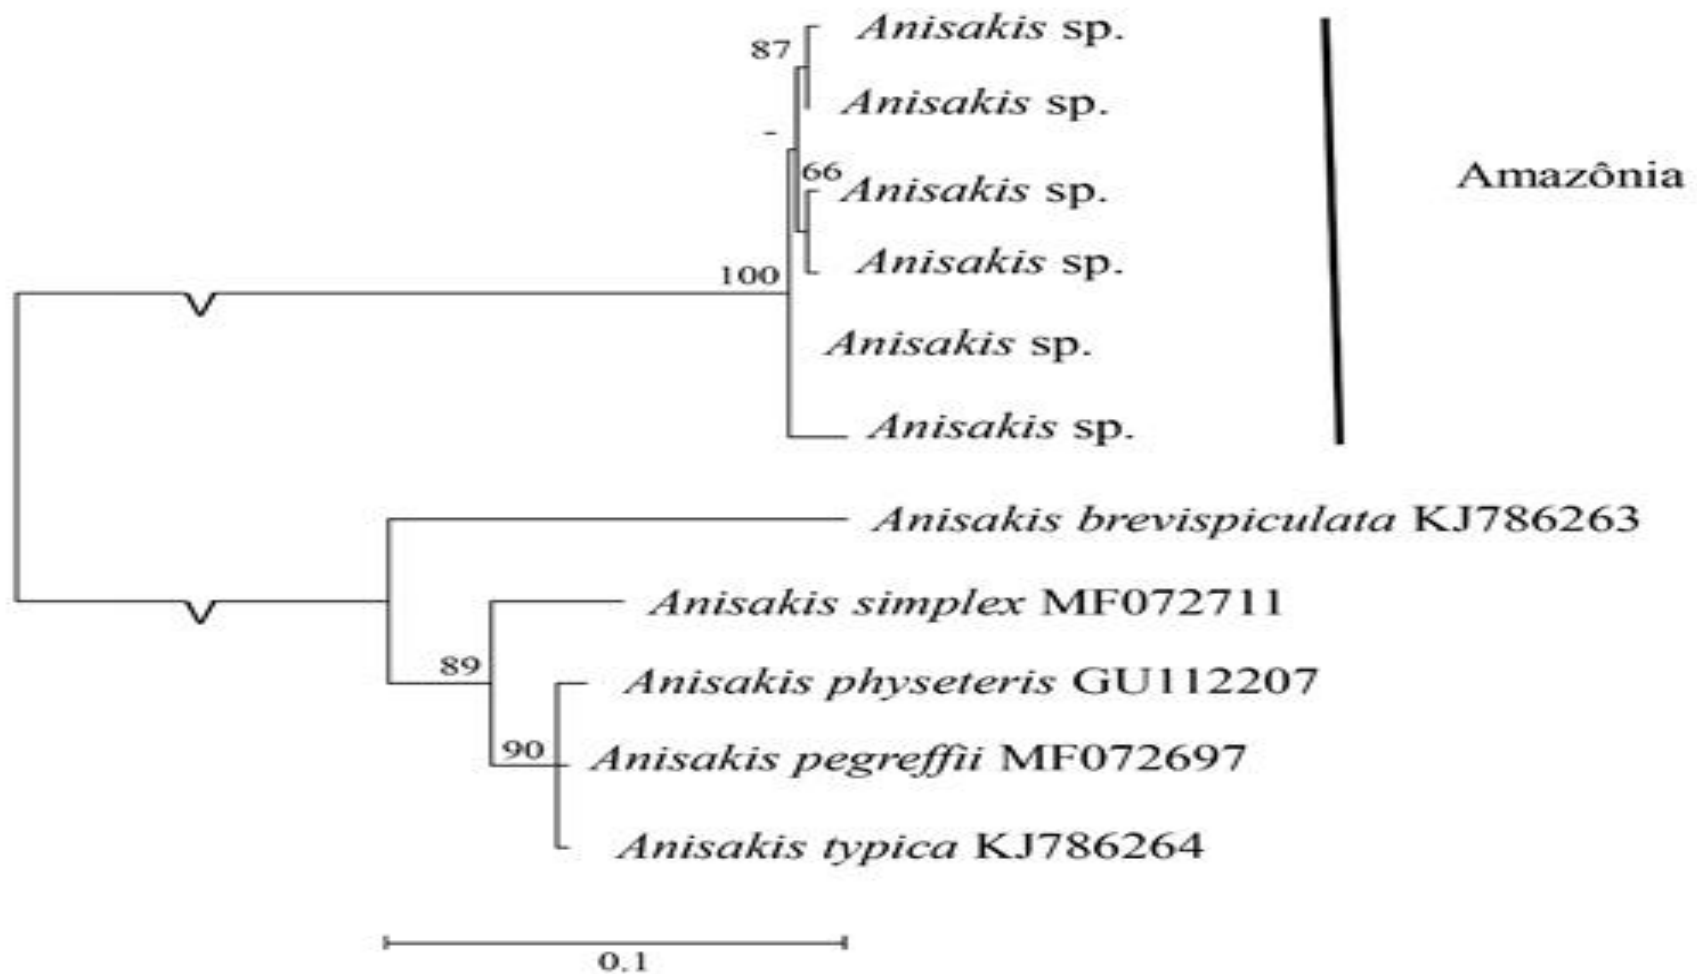 Anisakis sp.
87
Anisakis sp.
-
66
Anisakis sp.
Amazônia
Anisakis sp.
100
Anisakis sp.
Anisakis sp.
Anisakis brevispiculata KJ786263
Anisakis simplex MF072711
89
Anisakis physeteris GU112207
90
Anisakis pegreffii MF072697
Anisakis typica KJ786264
0.1